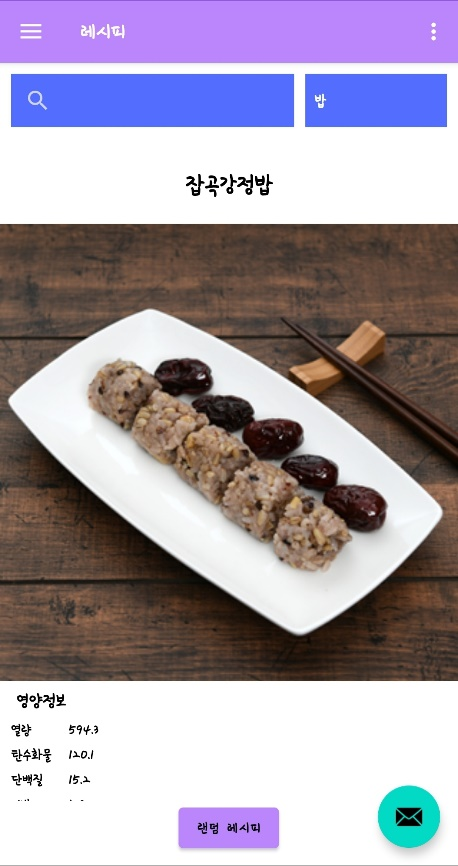 레시피
밥
잡곡강정밥
영양정보
열량 594.3
탄수화물 120.1
단백질 15.2
랜덤 레시피